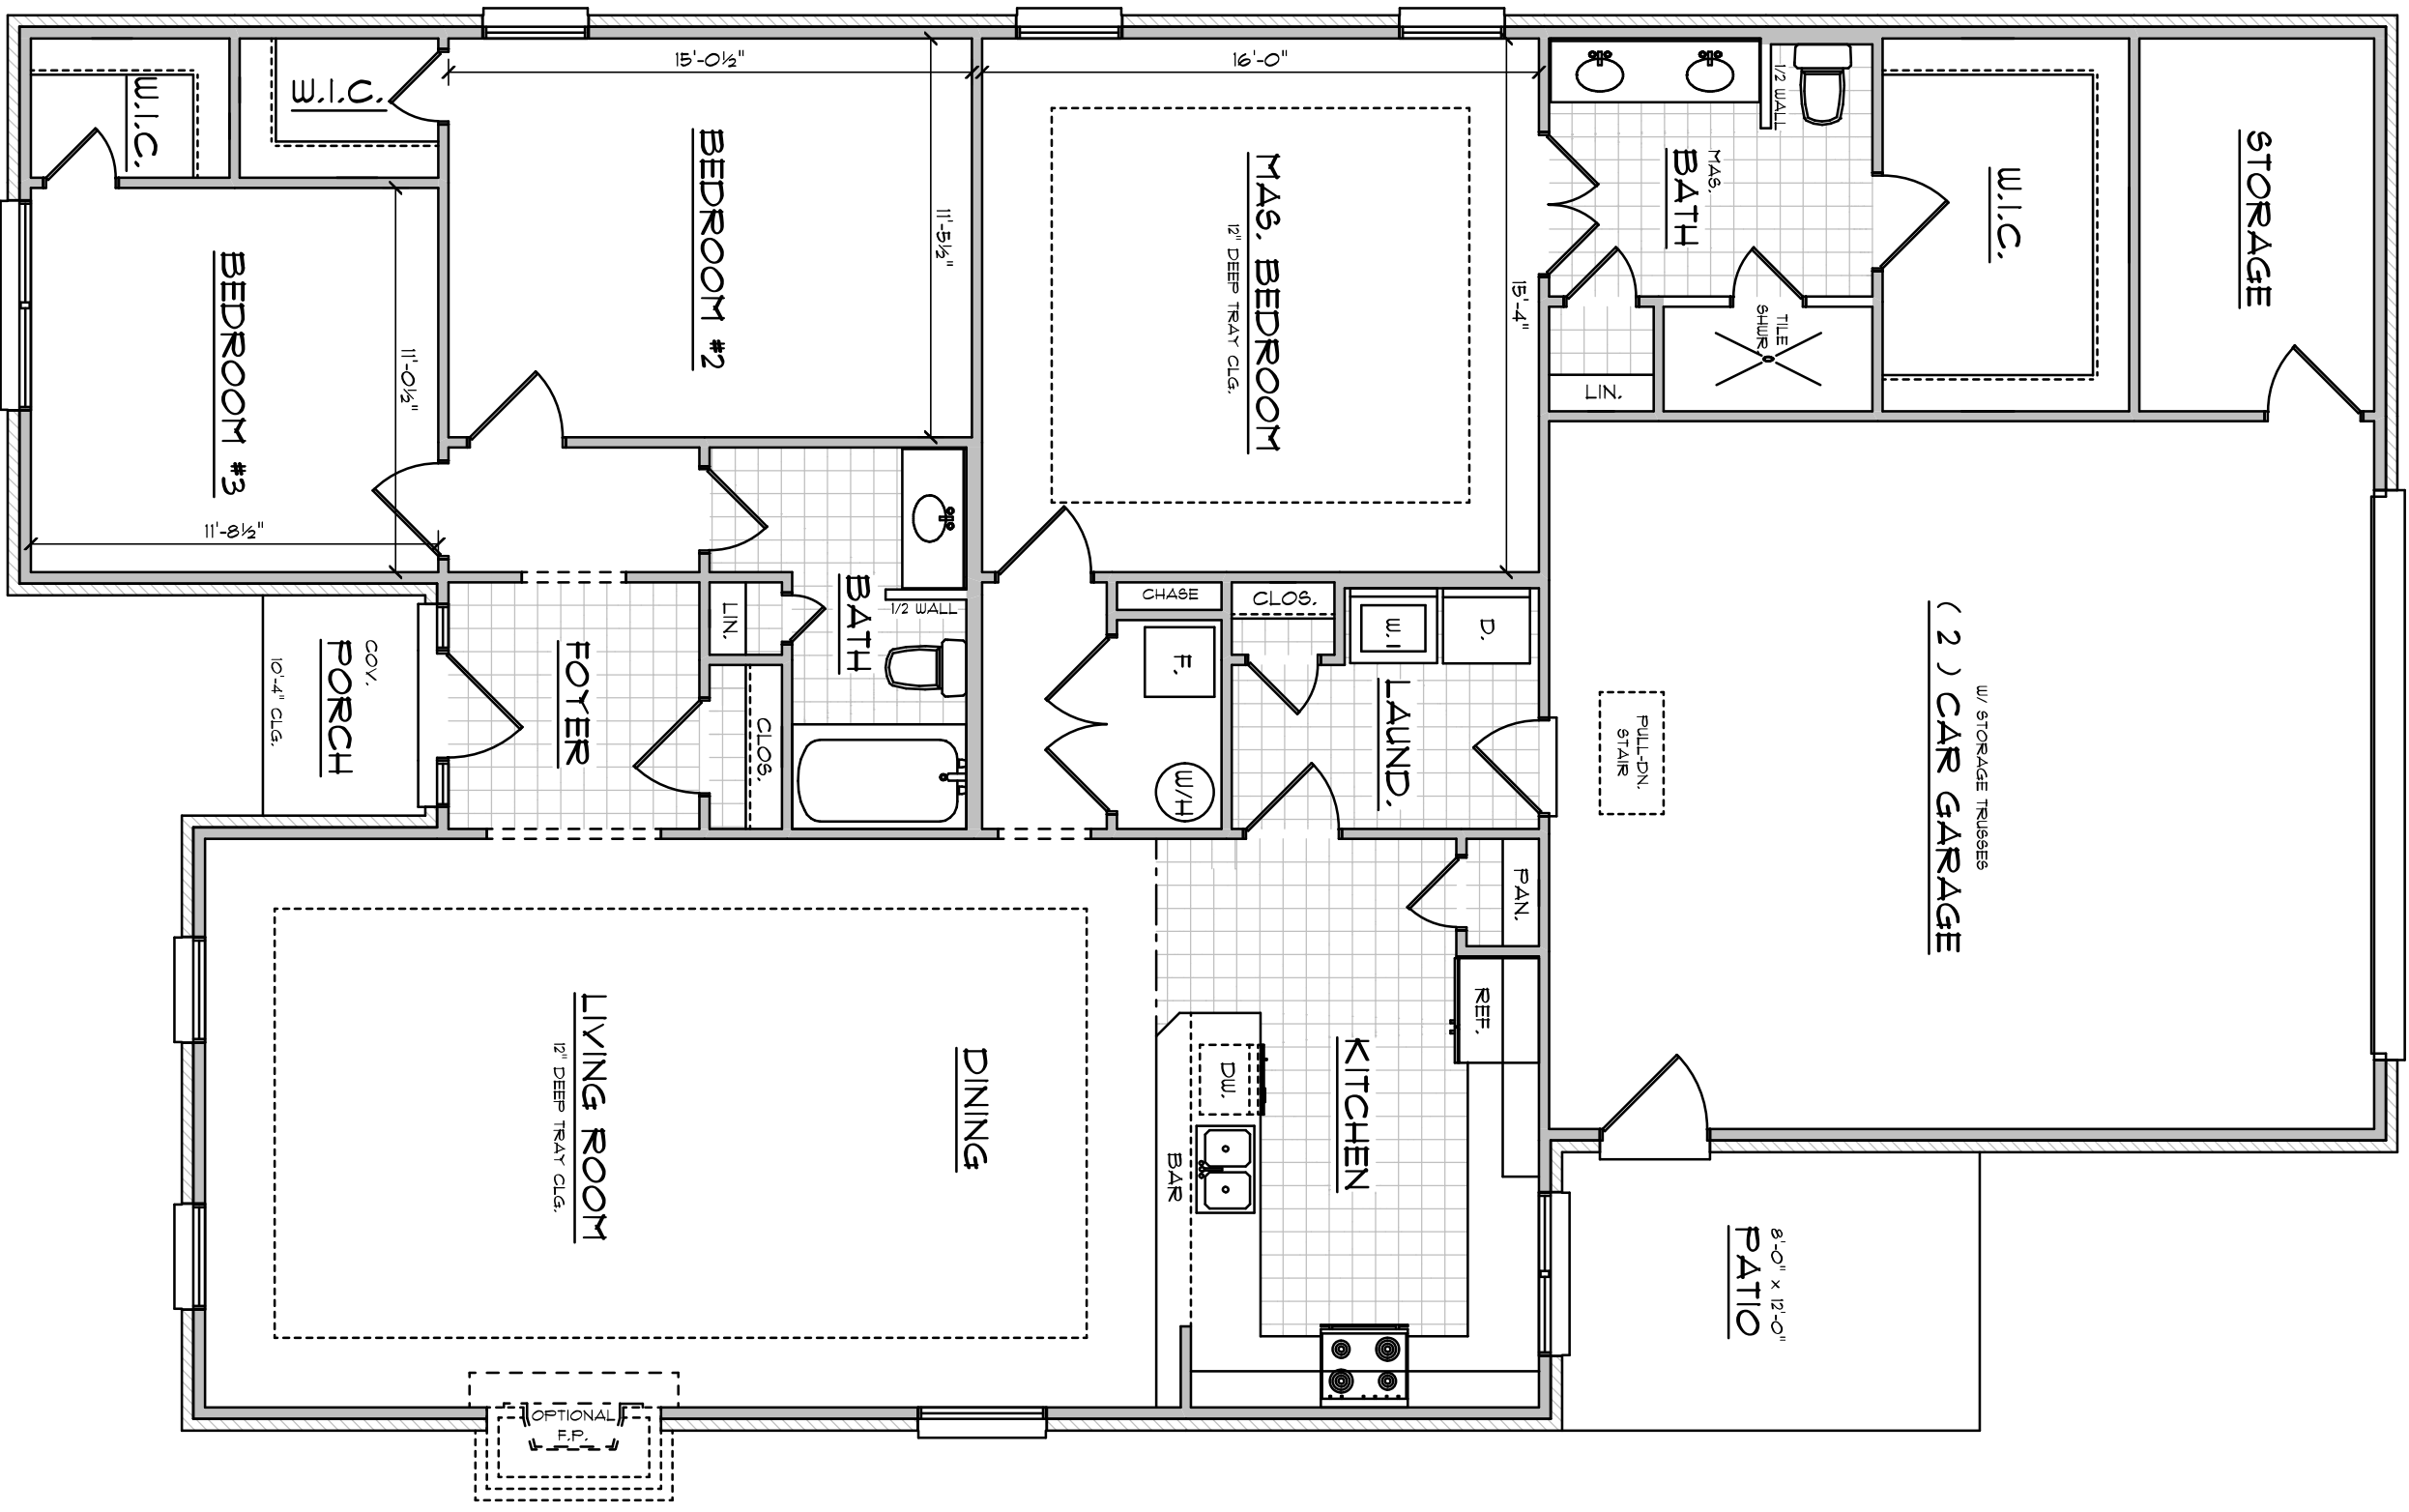 W.I.C.
W.I.C.
15'-0½"
BEDROOM #2
11'-5½"
BEDROOM #3
11'-0½"
11'-8½"
16'-0"
MAS. BEDROOM
12" DEEP TRAY CLG.
15'-4"
1/2 WALL
MAS.
BATH
TILE
SHWR.
LIN.
W.I.C.
STORAGE
COV.
PORCH
10'-4" CLG.
FOYER
LIN.
CLOS.
BATH
1/2 WALL
CHASE
F.
W/H
CLOS.
W.
D.
LAUND.
PULL-DN.
STAIR
W/ STORAGE TRUSSES
( 2 ) CAR GARAGE
PAN.
REF.
KITCHEN
DW.
BAR
DINING
LIVING ROOM
12" DEEP TRAY CLG.
OPTIONAL
F.P.
8'-0" x 12'-0"
PATIO